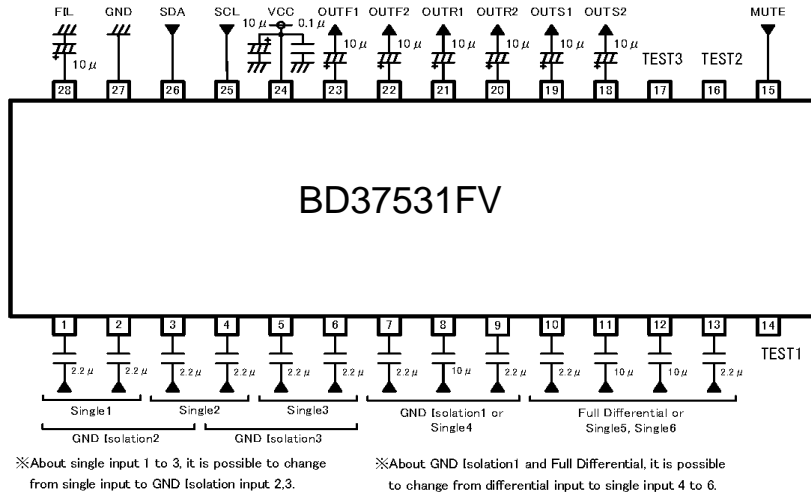 FIL GND SDA SCL VCC OUTF1 OUTF2 OUTR1 OUTR2 OUTS1 OUTS2 MUTE
10μ 0.1μ
10μ 10μ 10μ 10μ 10μ 10μ 10μ TEST3 TEST2
28 27 26 25 24 23 22 21 20 19 18 17 16 15
BD37531FV
1 2 3 4 5 6 7 8 9 10 11 12 13 14
TEST1
2.2μ 2.2μ 2.2μ 2.2μ 2.2μ 2.2μ 2.2μ 10μ 2.2μ 2.2μ 10μ 10μ 2.2μ
Single1 Single2 Single3 GND Isolation1 or Full Differential or
Single4 Single5, Single6
GND Isolation2 GND Isolation3
※About single input 1 to 3, it is possible to change
from single input to GND Isolation input 2,3.
※About GND Isolation1 and Full Differential, it is possible
to change from differential input to single input 4 to 6.